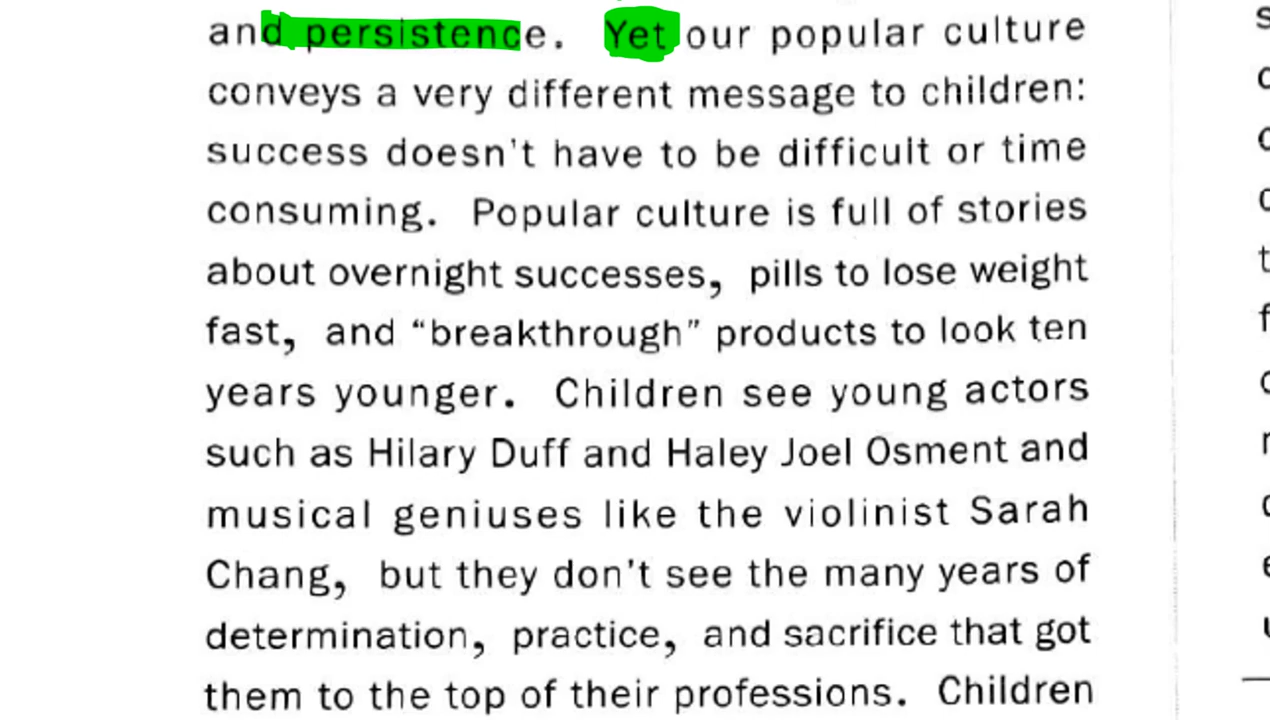 and persistence. Yet our popular culture
conveys a very different message to children:
success doesn't have to be difficult or time
consuming. Popular culture is full of stories
about overnight successes, pills to lose weight
fast, and “breakthrough” products to look ten
years younger. Children see young actors
such as Hilary Duff and Haley Joel Osment and
musical geniuses like the violinist Sarah
Chang, but they don't see the many years of
determination, practice, and sacrifice that got
them to the top of their professions. Children